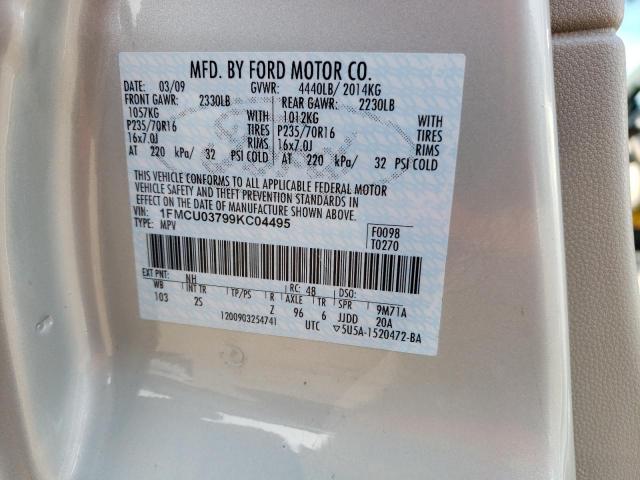 MFD. BY FORD MOTOR CO.
DATE: 03/09 GVWR: 4440LB/ 2014KG
FRONT GAWR: 2330LB REAR GAWR: 2230LB
1057KG WITH 1012KG WITH
P235/70R16 TIRES P235/70R16 TIRES
16x7.0J RIMS 16x7.0J RIMS
AT 220 kPa/ 32 PSI COLD AT 220 kPa/ 32 PSI COLD
THIS VEHICLE CONFORMS TO ALL APPLICABLE FEDERAL MOTOR
VEHICLE SAFETY AND THEFT PREVENTION STANDARDS IN
EFFECT ON THE DATE OF MANUFACTURE SHOWN ABOVE.
VIN: 1FMCU03799KC04495 F0098
TYPE: MPV T0270
EXT PNT: NH RC: 48 DSO:
WB INT TR TP/PS R AXLE TR SPR 9M71A
103 2S Z 96 6 JJDD 20A
1200903254741 UTC ▽5U5A-1520472-BA